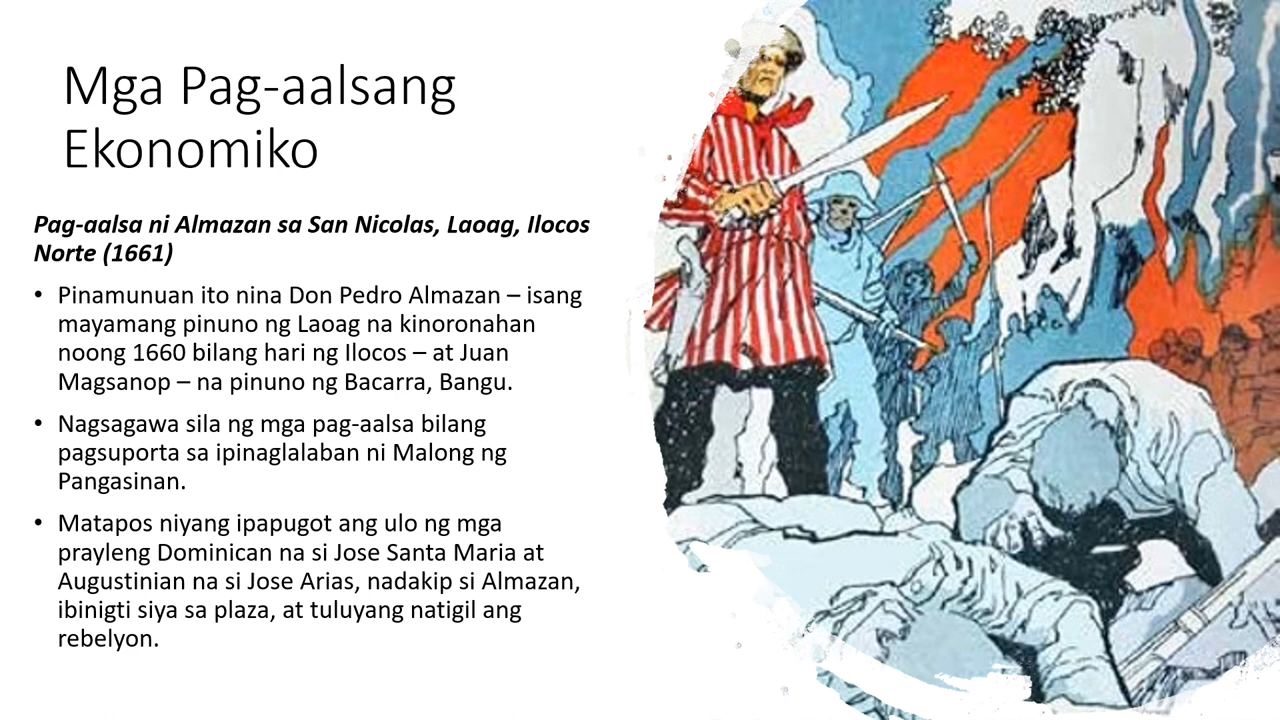 Mga Pag-aalsang
Ekonomiko
Pag-aalsa ni Almazan sa San Nicolas, Laoag, Ilocos
Norte (1661)
• Pinamunuan ito nina Don Pedro Almazan – isang
mayamang pinuno ng Laoag na kinoronahan
noong 1660 bilang hari ng Ilocos – at Juan
Magsanop – na pinuno ng Bacarra, Bangu.
• Nagsagawa sila ng mga pag-aalsa bilang
pagsuporta sa ipinaglalaban ni Malong ng
Pangasinan.
• Matapos niyang ipapugot ang ulo ng mga
prayleng Dominican na si Jose Santa Maria at
Augustinian na si Jose Arias, nadakip si Almazan,
ibinigti siya sa plaza, at tuluyang natigil ang
rebelyon.